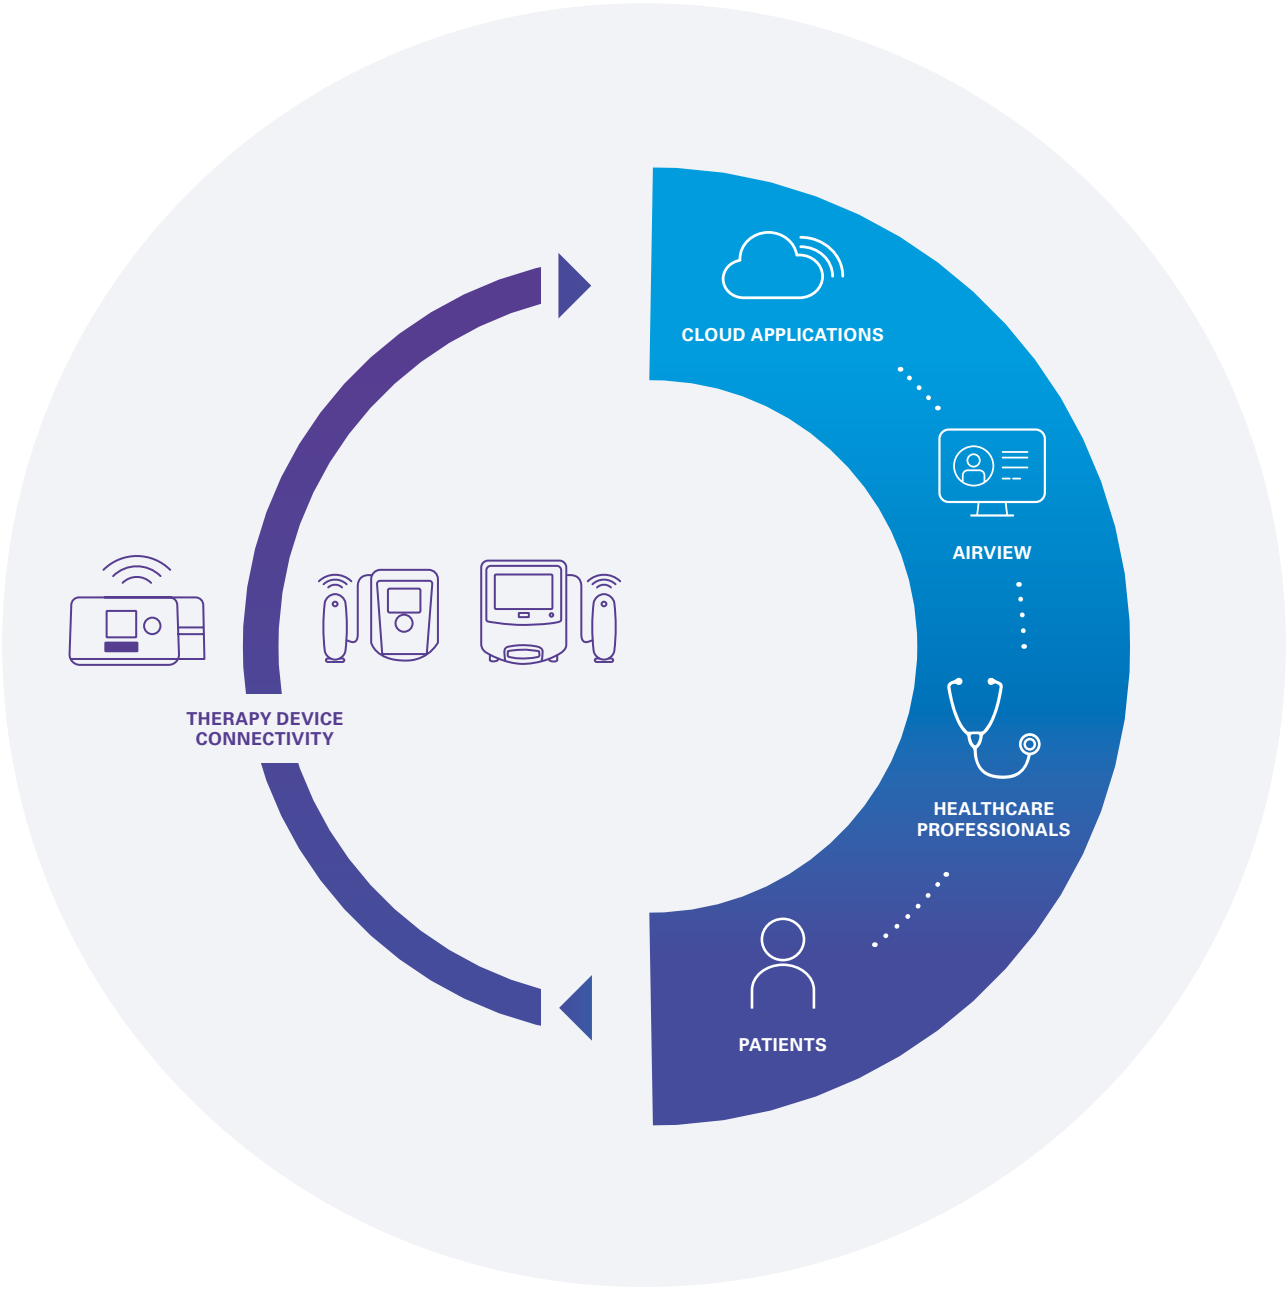 CLOUD APPLICATIONS
AIRVIEW
THERAPY DEVICE
CONNECTIVITY
HEALTHCARE
PROFESSIONALS
PATIENTS